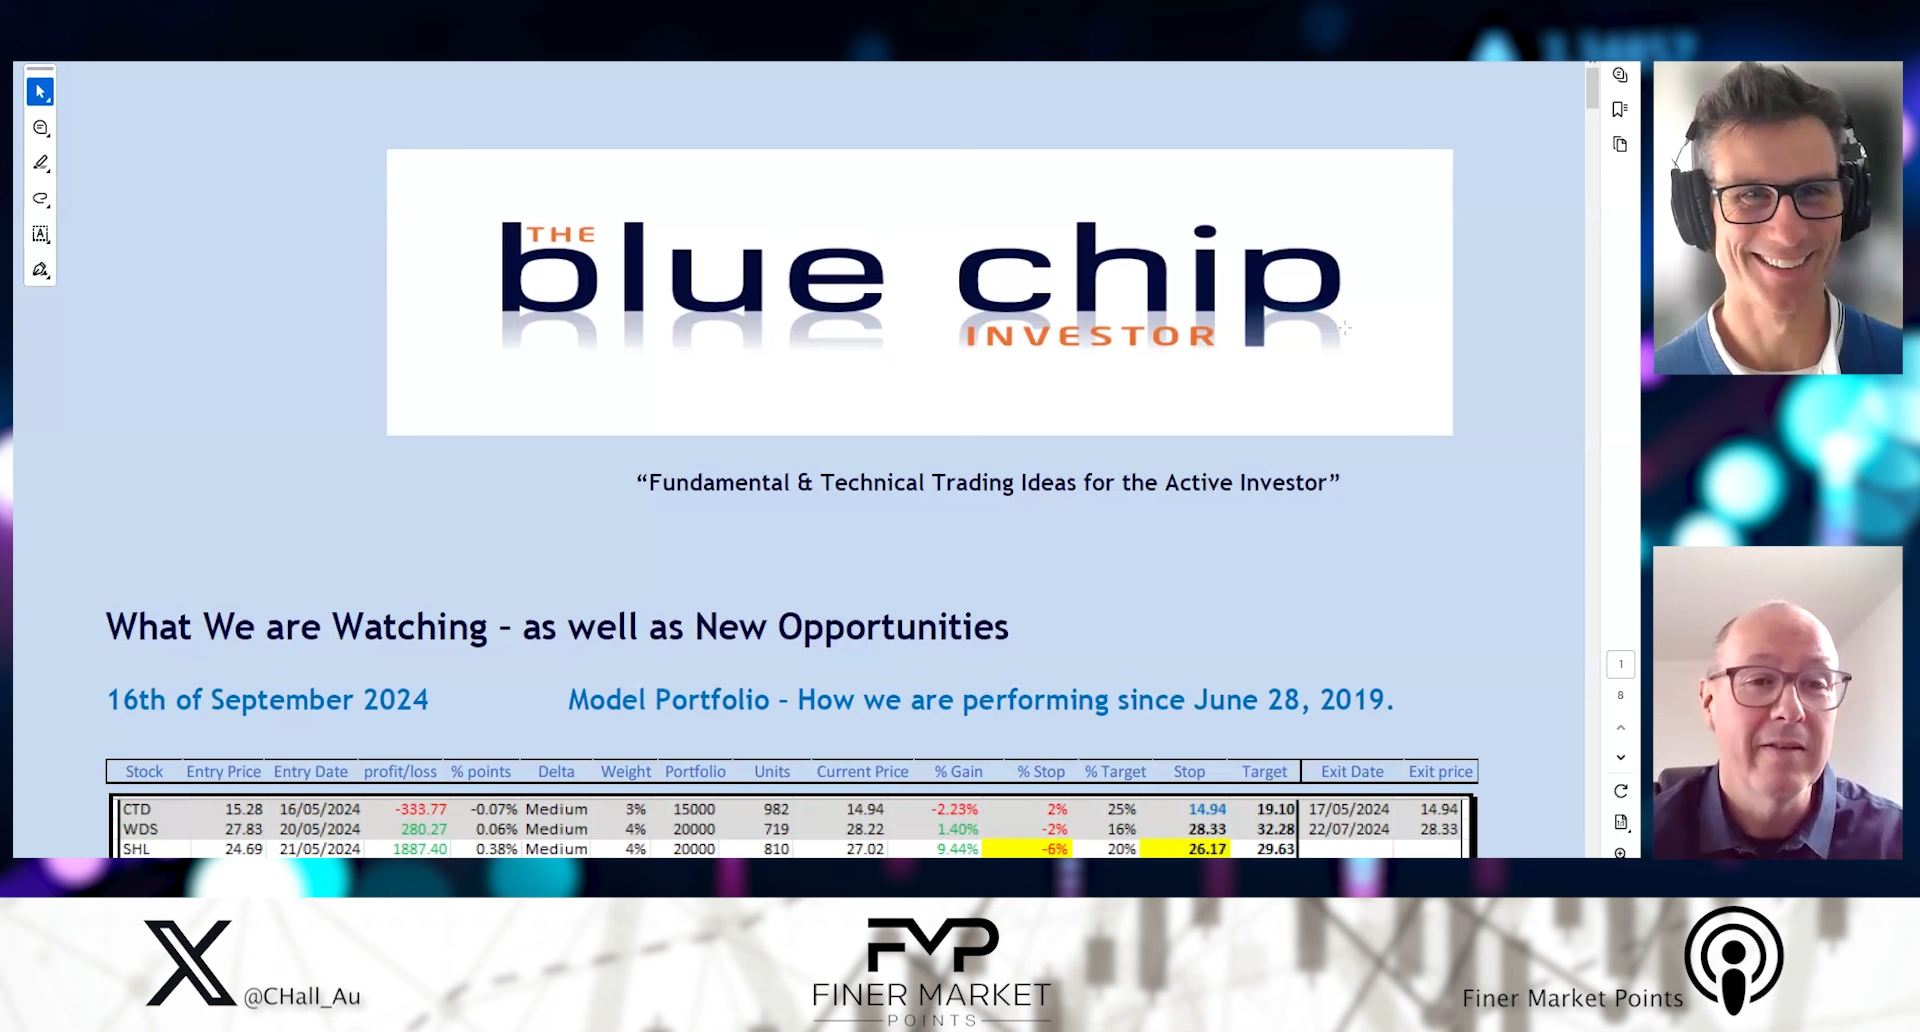 THE
blue chip
INVESTOR
“Fundamental & Technical Trading Ideas for the Active Investor”
What We are Watching – as well as New Opportunities
16th of September 2024 Model Portfolio – How we are performing since June 28, 2019.
Stock Entry Price Entry Date profit/loss % points Delta Weight Portfolio Units Current Price % Gain % Stop % Target Stop Target Exit Date Exit price
CTD 15.28 16/05/2024 -333.77 -0.07% Medium 3% 15000 982 14.94 -2.23% 2% 25% 14.94 19.10 17/05/2024 14.94
WDS 27.83 20/05/2024 280.27 0.06% Medium 4% 20000 719 28.22 1.40% -2% 16% 28.33 32.28 22/07/2024 28.33
SHL 24.69 21/05/2024 1887.40 0.38% Medium 4% 20000 810 27.02 9.44% -6% 20% 26.17 29.63
1
8
@CHall_Au
FMP
FINER MARKET
POINTS
Finer Market Points